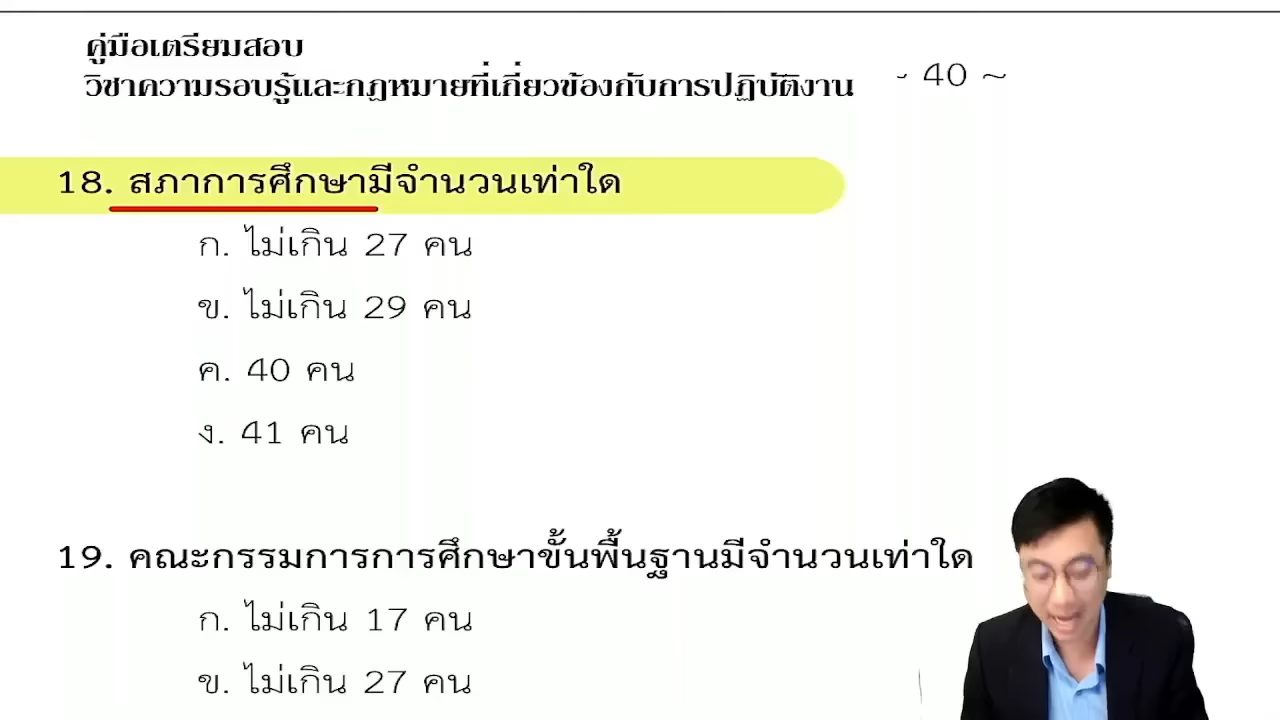 คู่มือเตรียมสอบ
วิชาความรอบรู้และกฎหมายที่เกี่ยวข้องกับการปฏิบัติงาน ~ 40 ~
18. สภาการศึกษามีจำนวนเท่าใด
ก. ไม่เกิน 27 คน
ข. ไม่เกิน 29 คน
ค. 40 คน
ง. 41 คน
19. คณะกรรมการการศึกษาขั้นพื้นฐานมีจำนวนเท่าใด
ก. ไม่เกิน 17 คน
ข. ไม่เกิน 27 คน